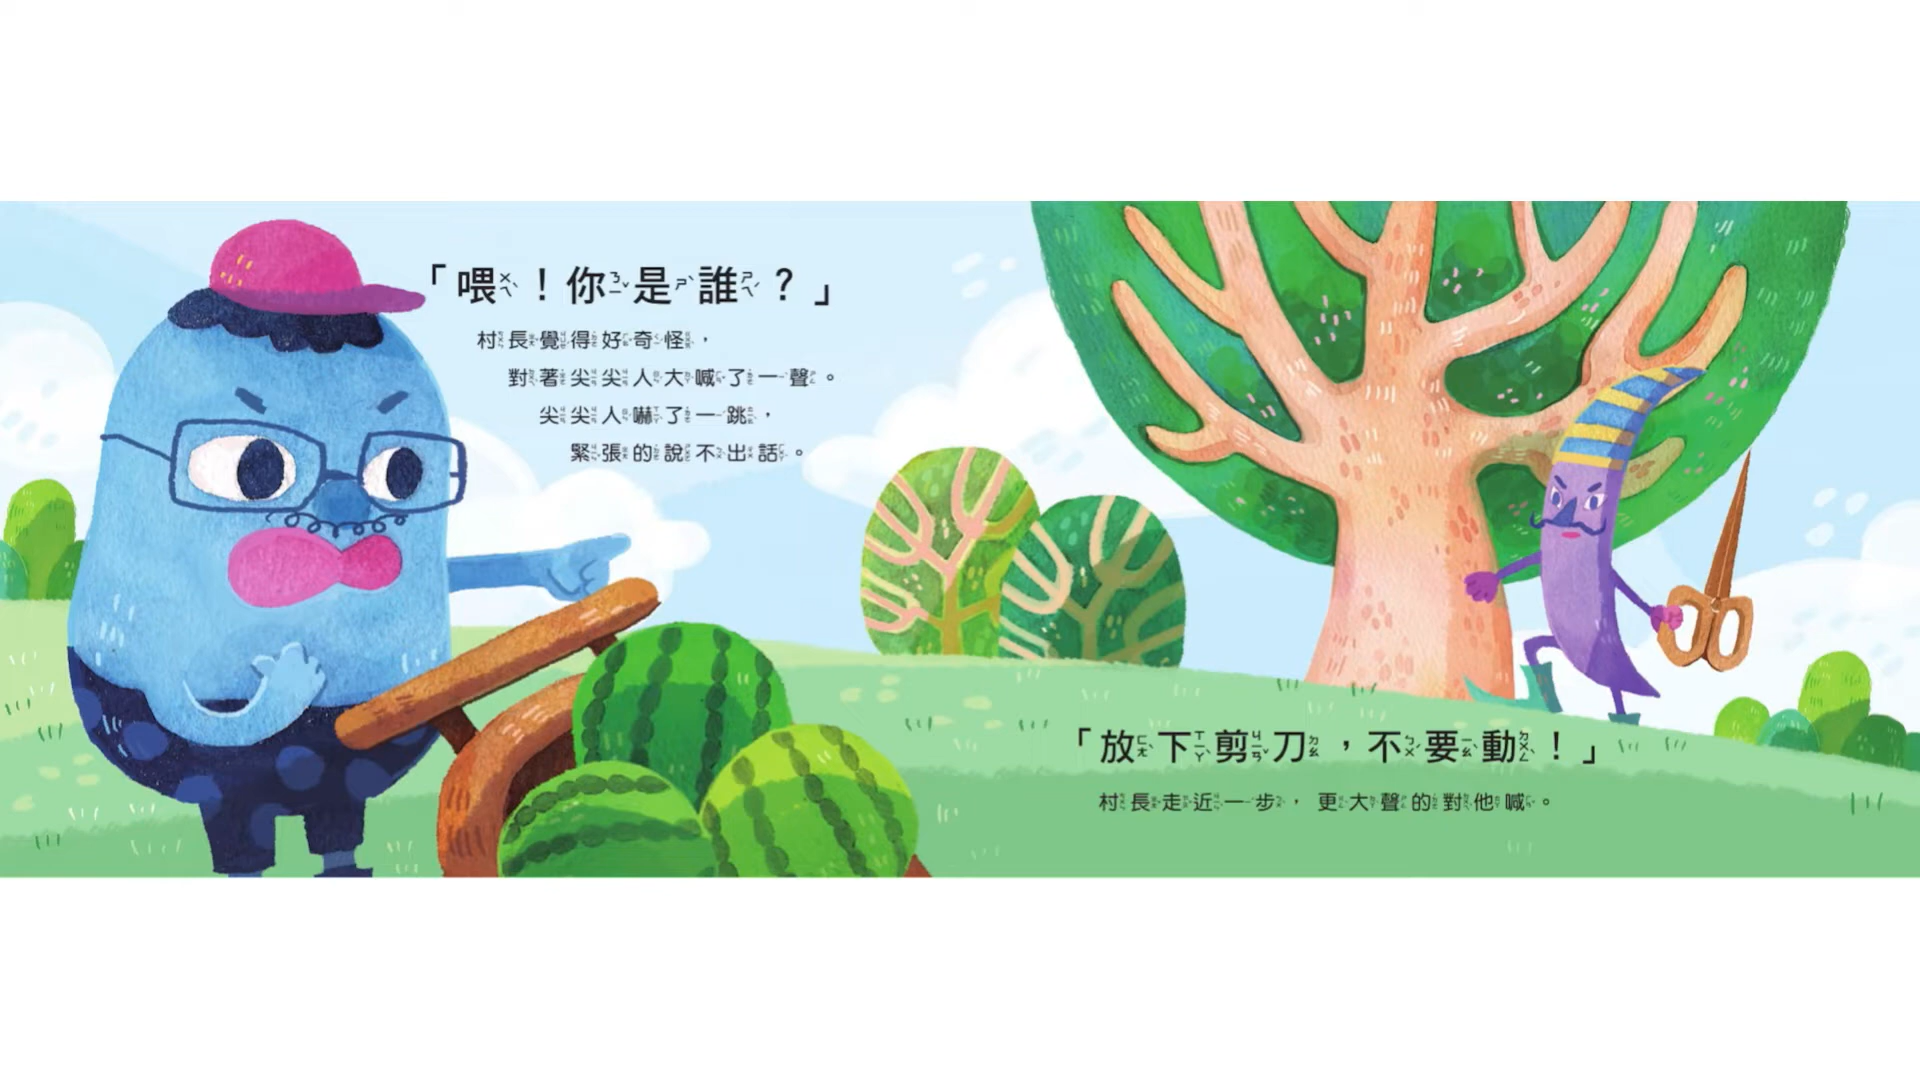 「喂！你是誰？」
村長覺得好奇怪，
對著尖尖人大喊了一聲。
尖尖人嚇了一跳，
緊張的說不出話。
「放下剪刀，不要動！」
村長走近一步，更大聲的對他喊。